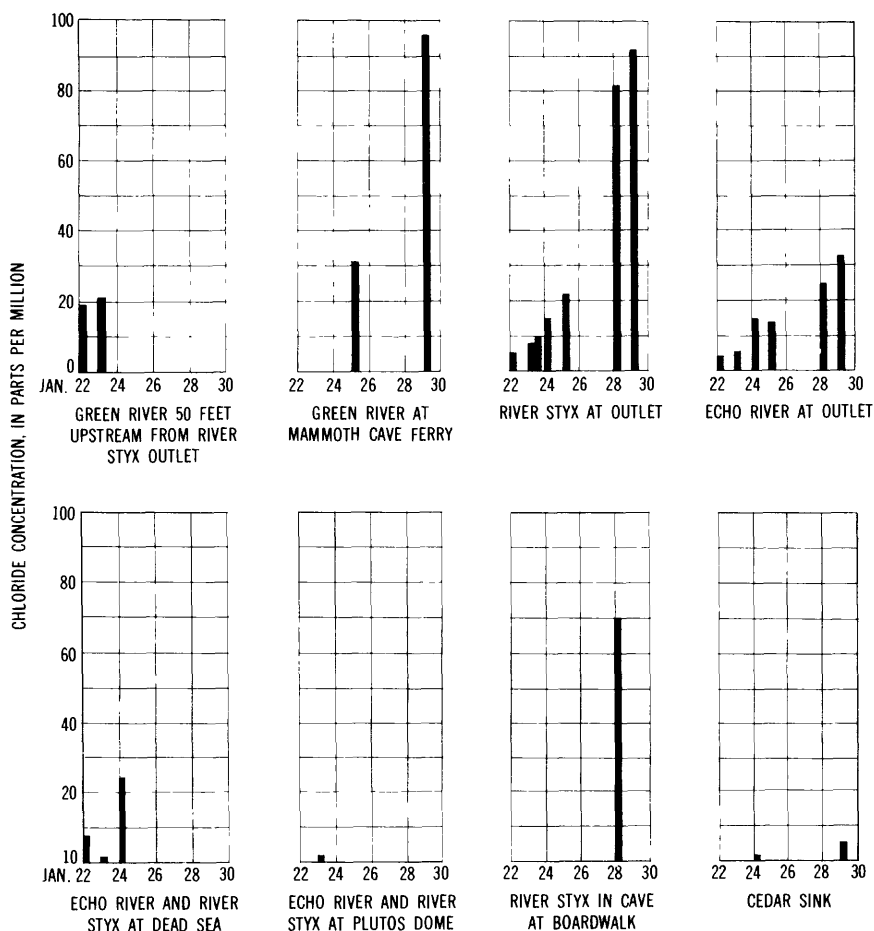 CHLORIDE CONCENTRATION, IN PARTS PER MILLION
100
80
60
40
20
0
JAN. 22 24 26 28 30
22 24 26 28 30
22 24 26 28 30
22 24 26 28 30
GREEN RIVER 50 FEET
UPSTREAM FROM RIVER
STYX OUTLET
GREEN RIVER AT
MAMMOTH CAVE FERRY
RIVER STYX AT OUTLET
ECHO RIVER AT OUTLET
100
80
60
40
20
10
JAN. 22 24 26 28 30
22 24 26 28 30
22 24 26 28 30
22 24 26 28 30
ECHO RIVER AND RIVER
STYX AT DEAD SEA
ECHO RIVER AND RIVER
STYX AT PLUTOS DOME
RIVER STYX IN CAVE
AT BOARDWALK
CEDAR SINK